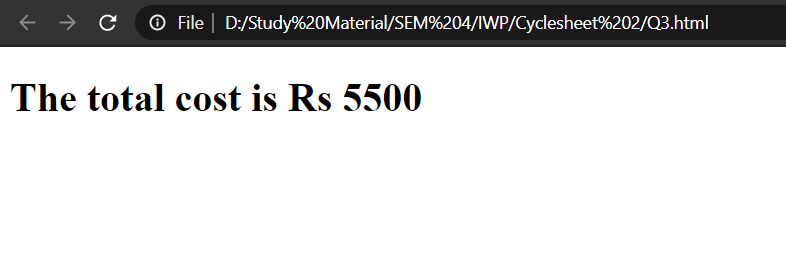 File | D:/Study%20Material/SEM%204/IWP/Cyclesheet%202/Q3.html
The total cost is Rs 5500